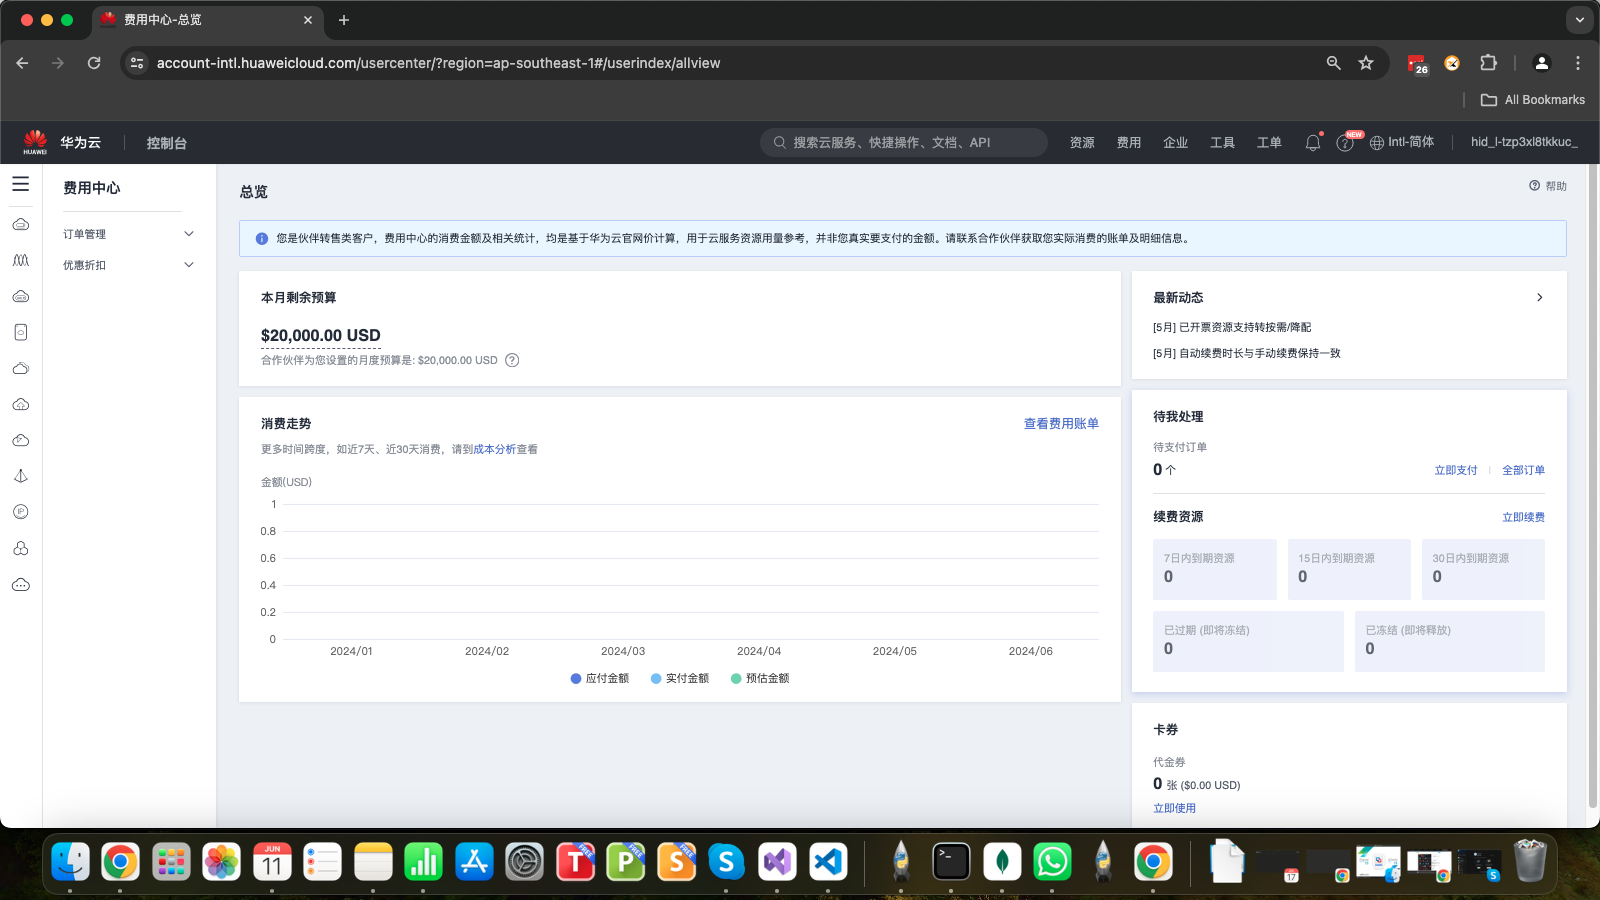 费用中心-总览
account-intl.huaweicloud.com/usercenter/?region=ap-southeast-1#/userindex/allview
26
All Bookmarks
HUAWEI
华为云
控制台
搜索云服务、快捷操作、文档、API
资源
费用
企业
工具
工单
NEW
Intl-简体
hid_l-tzp3xl8tkkuc_
费用中心
订单管理
优惠折扣
总览
帮助
您是伙伴转售类客户，费用中心的消费金额及相关统计，均是基于华为云官网价计算，用于云服务资源用量参考，并非您真实要支付的金额。请联系合作伙伴获取您实际消费的账单及明细信息。
本月剩余预算
$20,000.00 USD
合作伙伴为您设置的月度预算是: $20,000.00 USD
最新动态
[5月] 已开票资源支持转按需/降配
[5月] 自动续费时长与手动续费保持一致
消费走势
查看费用账单
更多时间跨度，如近7天、近30天消费，请到成本分析查看
金额(USD)
1
0.8
0.6
0.4
0.2
0
2024/01
2024/02
2024/03
2024/04
2024/05
2024/06
应付金额
实付金额
预估金额
待我处理
待支付订单
0 个
立即支付
全部订单
续费资源
立即续费
7日内到期资源
0
15日内到期资源
0
30日内到期资源
0
已过期 (即将冻结)
0
已冻结 (即将释放)
0
卡券
代金券
0 张 ($0.00 USD)
立即使用
IP
JUN
11
T
FREE
P
FREE
S
FREE
S
17
S